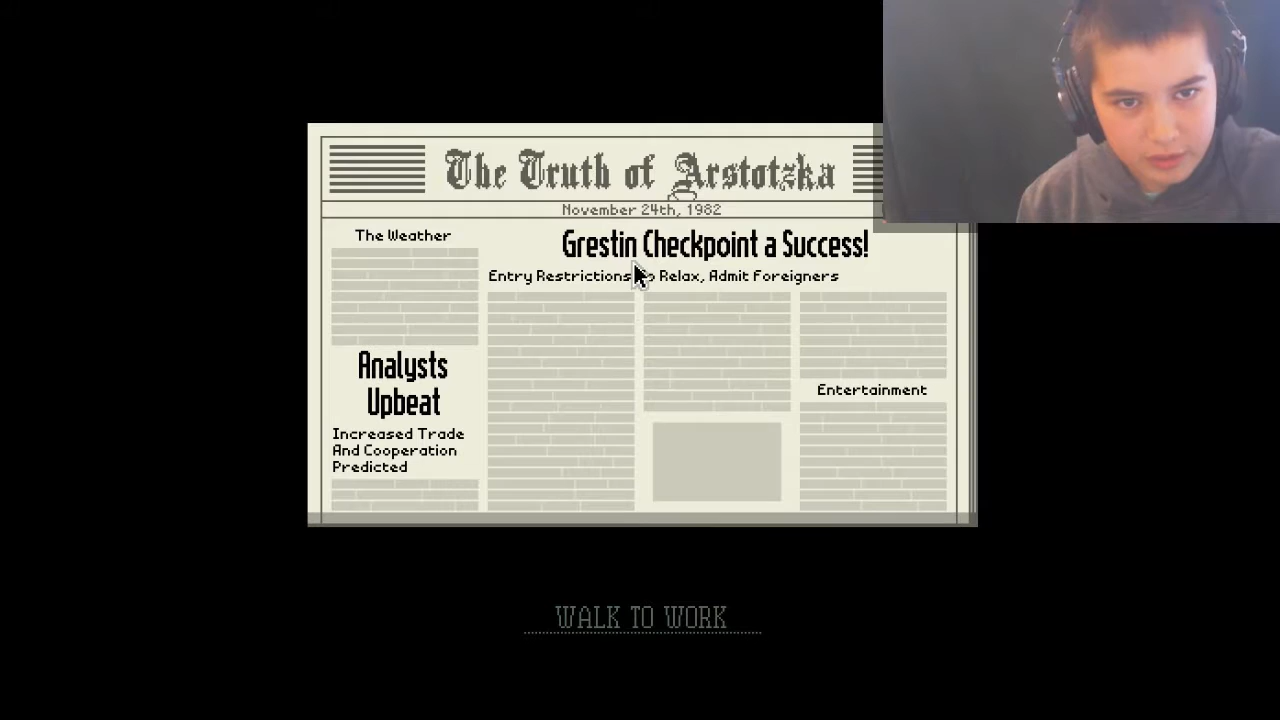 The Truth of Arstotzka
November 24th, 1982
The Weather
Grestin Checkpoint a Success!
Entry Restrictions To Relax, Admit Foreigners
Analysts
Upbeat
Increased Trade
And Cooperation
Predicted
Entertainment
WALK TO WORK